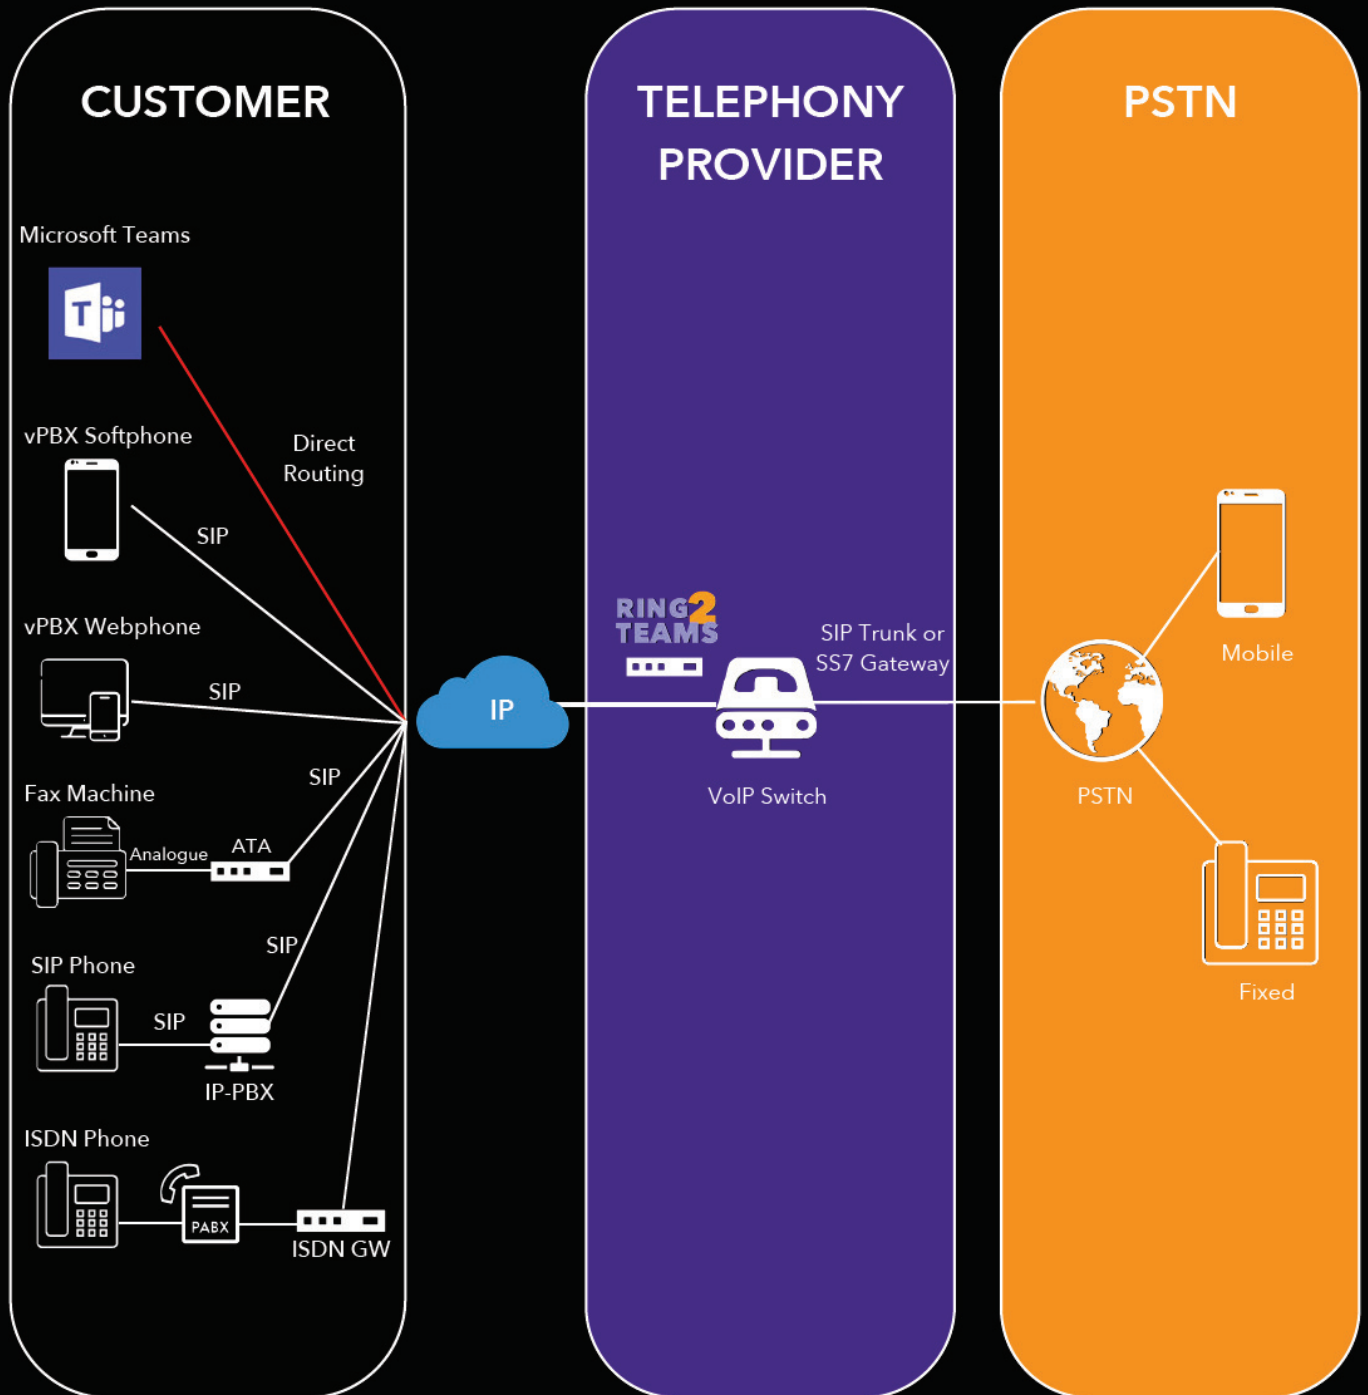 CUSTOMER
Microsoft Teams
T
Direct
Routing
vPBX Softphone
SIP
vPBX Webphone
SIP
SIP
Fax Machine
Analogue
ATA
SIP
SIP Phone
SIP
IP-PBX
ISDN Phone
PABX
ISDN GW
IP
TELEPHONY
PROVIDER
RING2
TEAMS
SIP Trunk or
SS7 Gateway
VoIP Switch
PSTN
Mobile
PSTN
Fixed